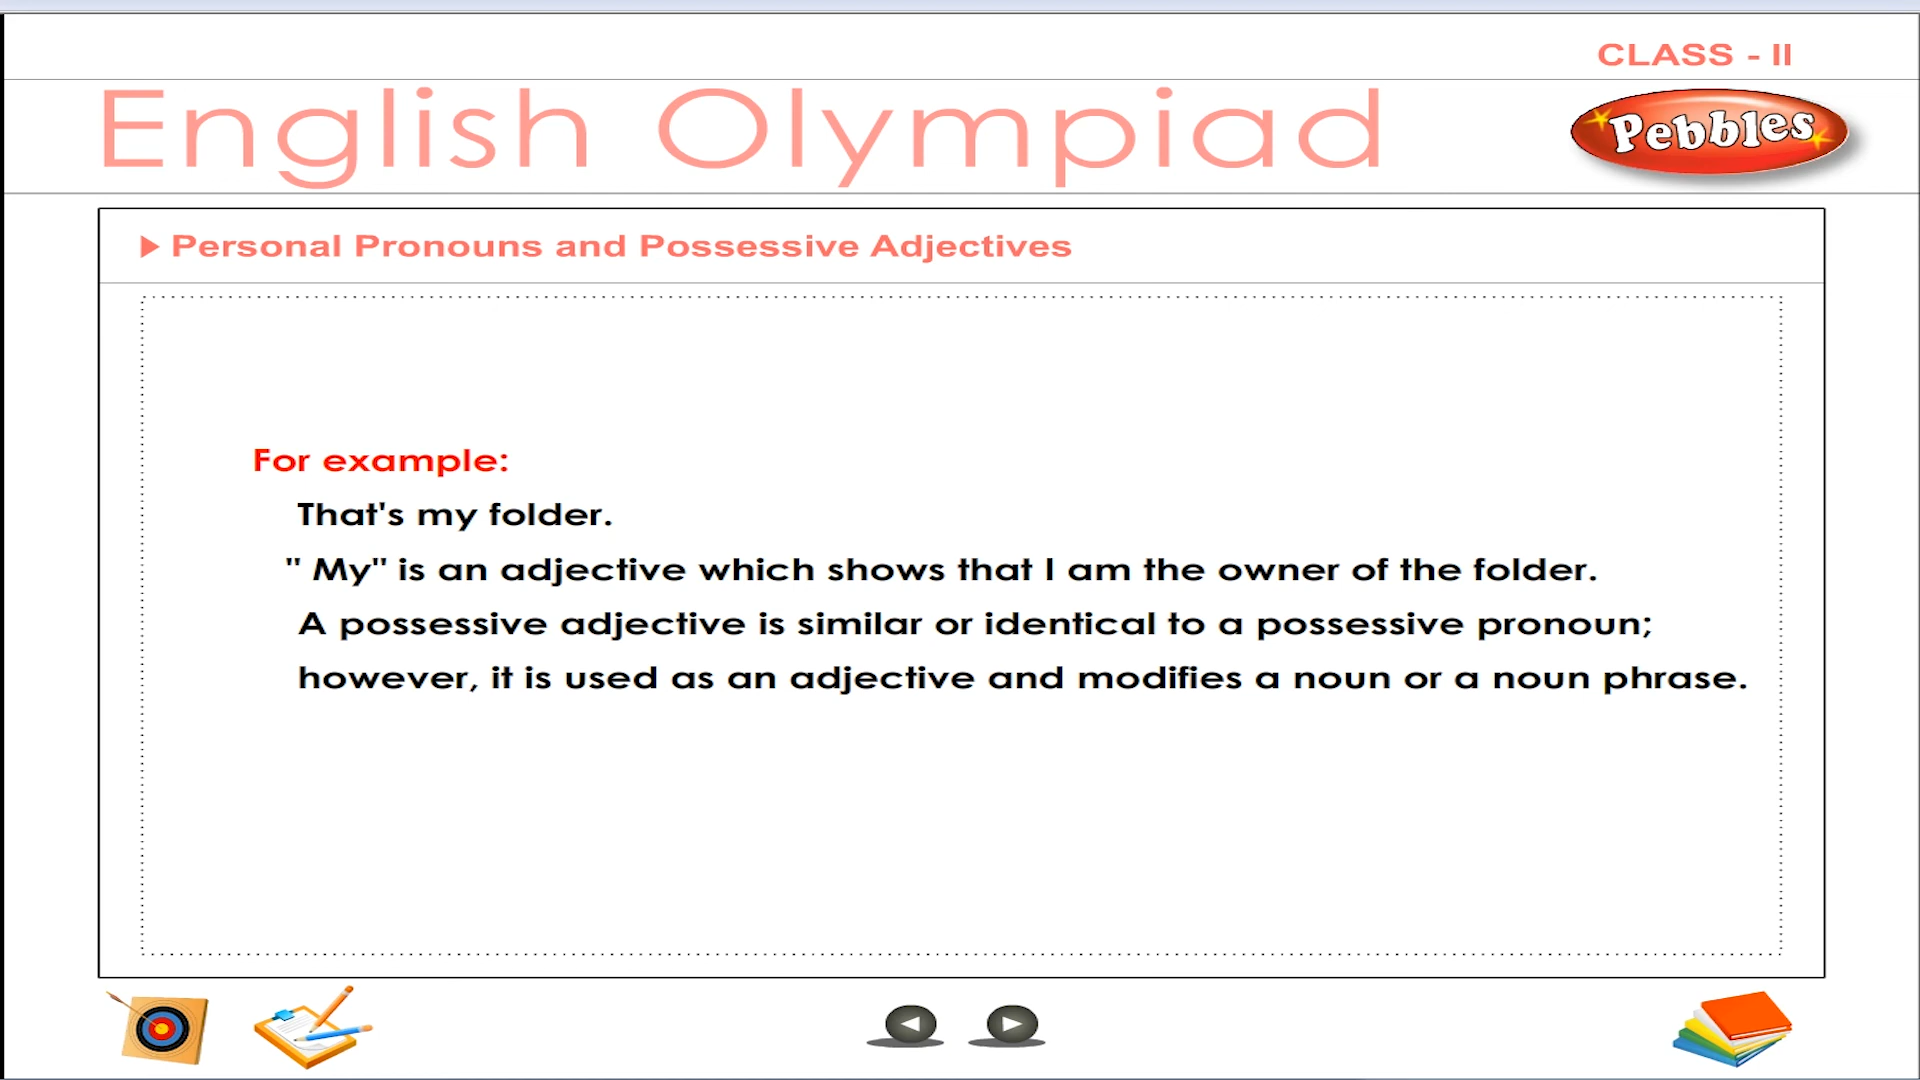 CLASS - II
English Olympiad
Pebbles
Personal Pronouns and Possessive Adjectives
For example:
That's my folder.
" My" is an adjective which shows that I am the owner of the folder.
A possessive adjective is similar or identical to a possessive pronoun;
however, it is used as an adjective and modifies a noun or a noun phrase.